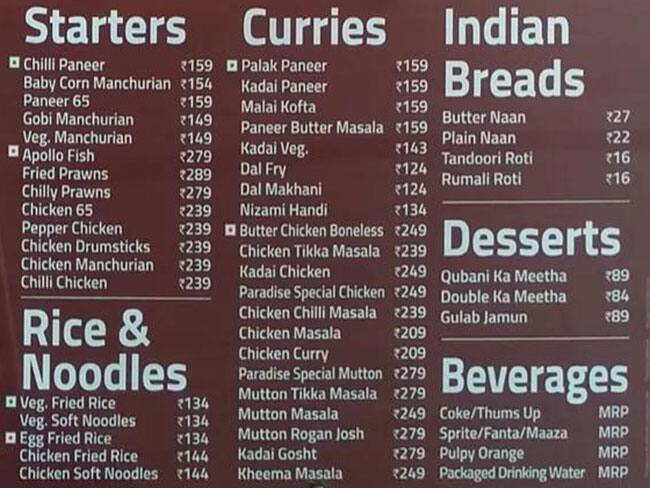 Starters
Chilli Paneer ₹159
Baby Corn Manchurian ₹154
Paneer 65 ₹159
Gobi Manchurian ₹149
Veg. Manchurian ₹149
Apollo Fish ₹279
Fried Prawns ₹289
Chilly Prawns ₹279
Chicken 65 ₹239
Pepper Chicken ₹239
Chicken Drumsticks ₹239
Chicken Manchurian ₹239
Chilli Chicken ₹239
Rice &
Noodles
Veg. Fried Rice ₹134
Veg. Soft Noodles ₹134
Egg Fried Rice ₹134
Chicken Fried Rice ₹144
Chicken Soft Noodles ₹144
Curries
Palak Paneer ₹159
Kadai Paneer ₹159
Malai Kofta ₹159
Paneer Butter Masala ₹159
Kadai Veg. ₹143
Dal Fry ₹124
Dal Makhani ₹124
Nizami Handi ₹134
Butter Chicken Boneless ₹249
Chicken Tikka Masala ₹239
Kadai Chicken ₹249
Paradise Special Chicken ₹249
Chicken Chilli Masala ₹239
Chicken Masala ₹209
Chicken Curry ₹209
Paradise Special Mutton ₹279
Mutton Tikka Masala ₹279
Mutton Masala ₹249
Mutton Rogan Josh ₹279
Kadai Gosht ₹279
Kheema Masala ₹249
Indian
Breads
Butter Naan ₹27
Plain Naan ₹22
Tandoori Roti ₹16
Rumali Roti ₹16
Desserts
Qubani Ka Meetha ₹89
Double Ka Meetha ₹84
Gulab Jamun ₹89
Beverages
Coke/Thums Up MRP
Sprite/Fanta/Maaza MRP
Pulpy Orange MRP
Packaged Drinking Water MRP